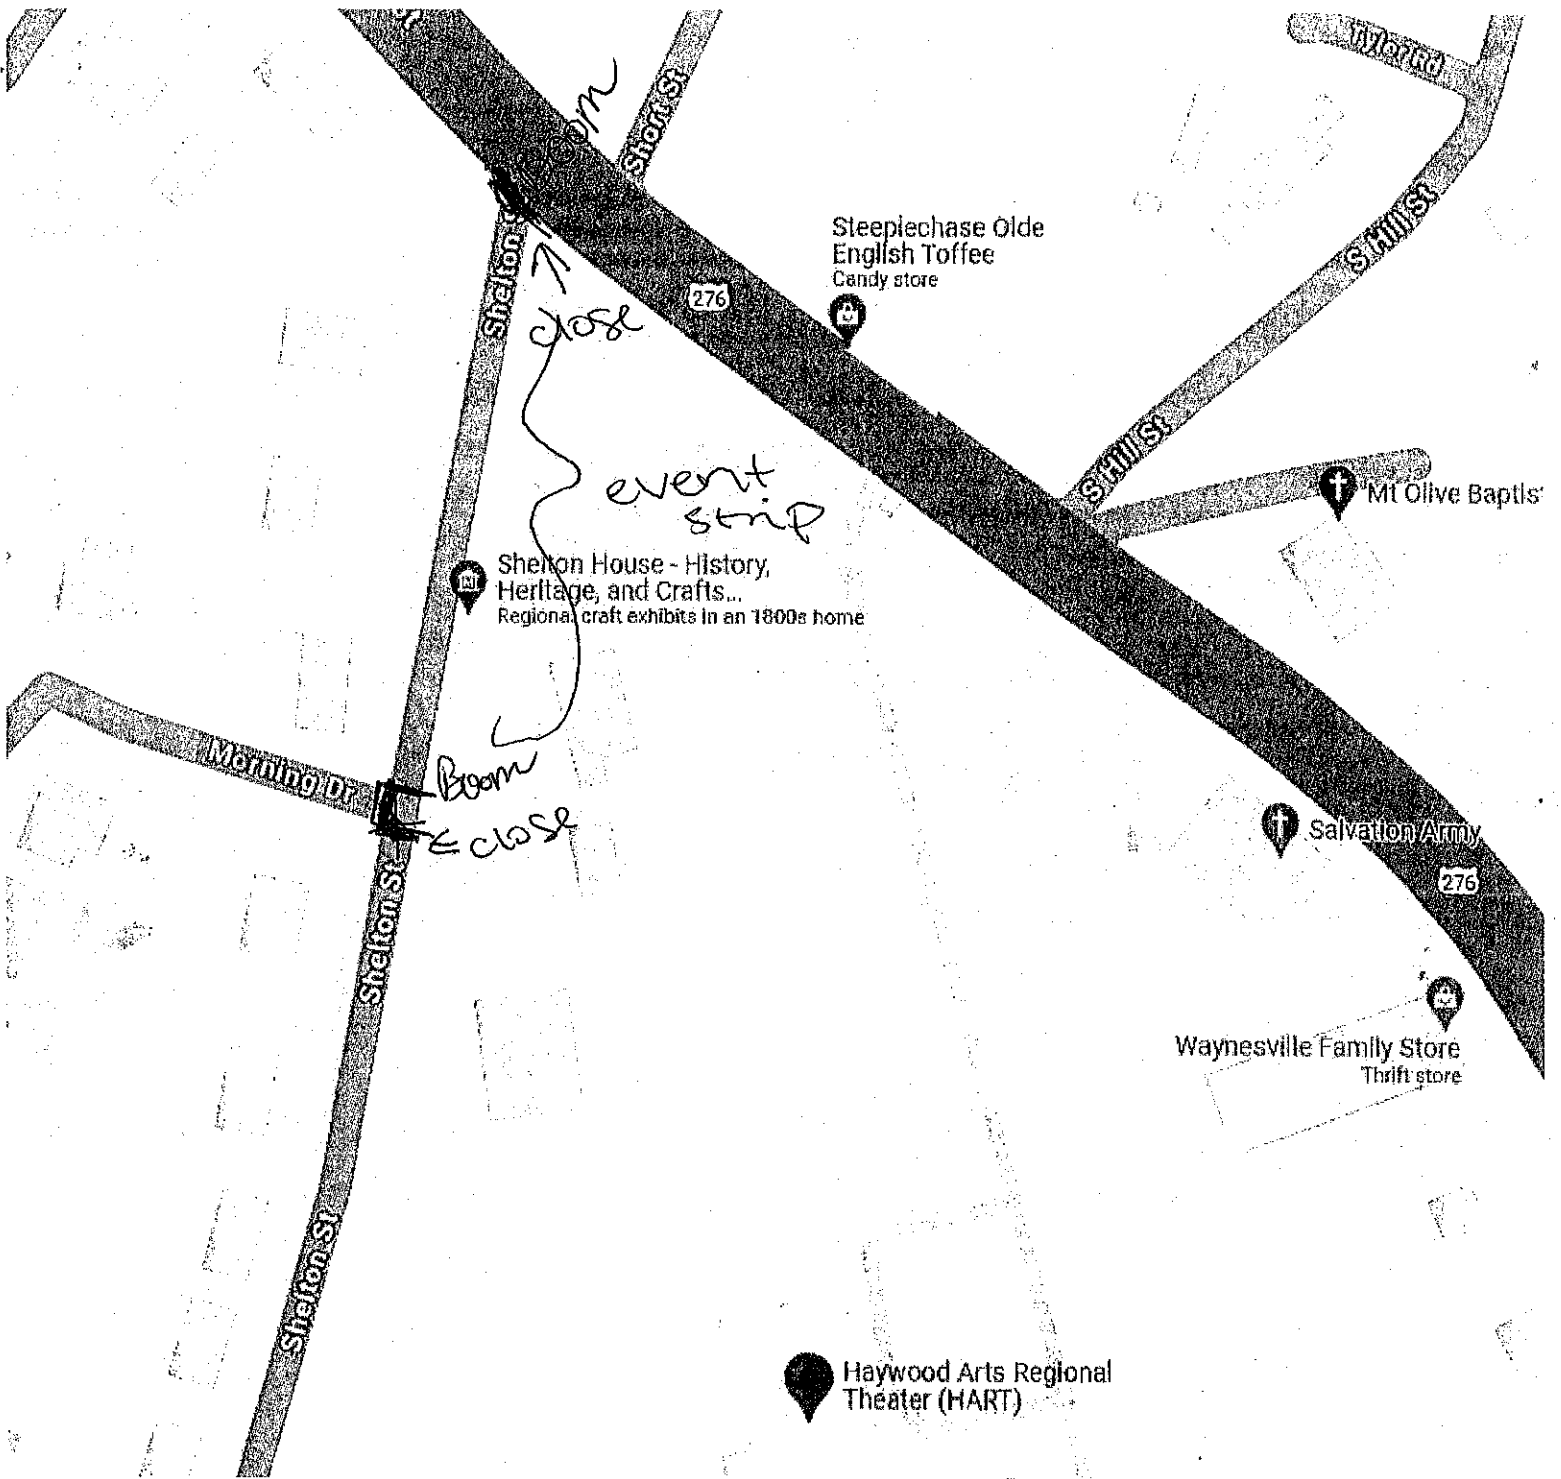 St
Tyler Rd
Short St
Shelton
S Hill St
Steeplechase Olde
English Toffee
Candy store
276
close
S Hill St
event
strip
Mt Olive Baptis
Shelton House - History,
Heritage, and Crafts...
Regional craft exhibits in an 1800s home
Morning Dr
Boom
close
Salvation Army
Shelton St
276
Waynesville Family Store
Thrift store
Shelton St
Haywood Arts Regional
Theater (HART)